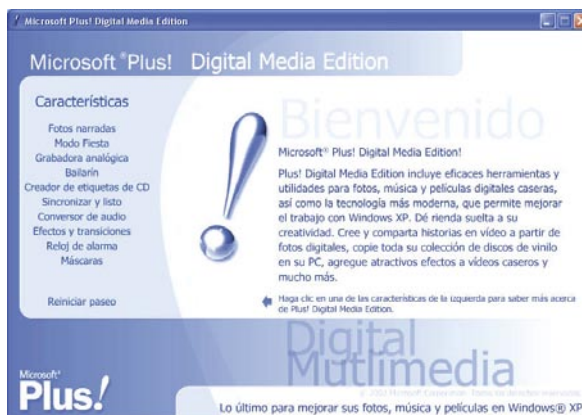 Microsoft Plus! Digital Media Edition
Microsoft ® Plus! Digital Media Edition
Características
Fotos narradas
Modo Fiesta
Grabadora analógica
Bailarín
Creador de etiquetas de CD
Sincronizar y listo
Conversor de audio
Efectos y transiciones
Reloj de alarma
Máscaras
Reiniciar paseo
Bienvenido
Microsoft® Plus! Digital Media Edition!
Plus! Digital Media Edition incluye eficaces herramientas y
utilidades para fotos, música y películas digitales caseras,
así como la tecnología más moderna, que permite mejorar
el trabajo con Windows XP. Dé rienda suelta a su
creatividad. Cree y comparta historias en vídeo a partir de
fotos digitales, copie toda su colección de discos de vinilo
en su PC, agregue atractivos efectos a vídeos caseros y
mucho más.
Haga clic en una de las características de la izquierda para saber más acerca
de Plus! Digital Media Edition.
Digital
Mutlimedia
© 2002 Microsoft Corporation. Todos los derechos reservados.
Microsoft®
Plus!
Lo último para mejorar sus fotos, música y películas en Windows® XP